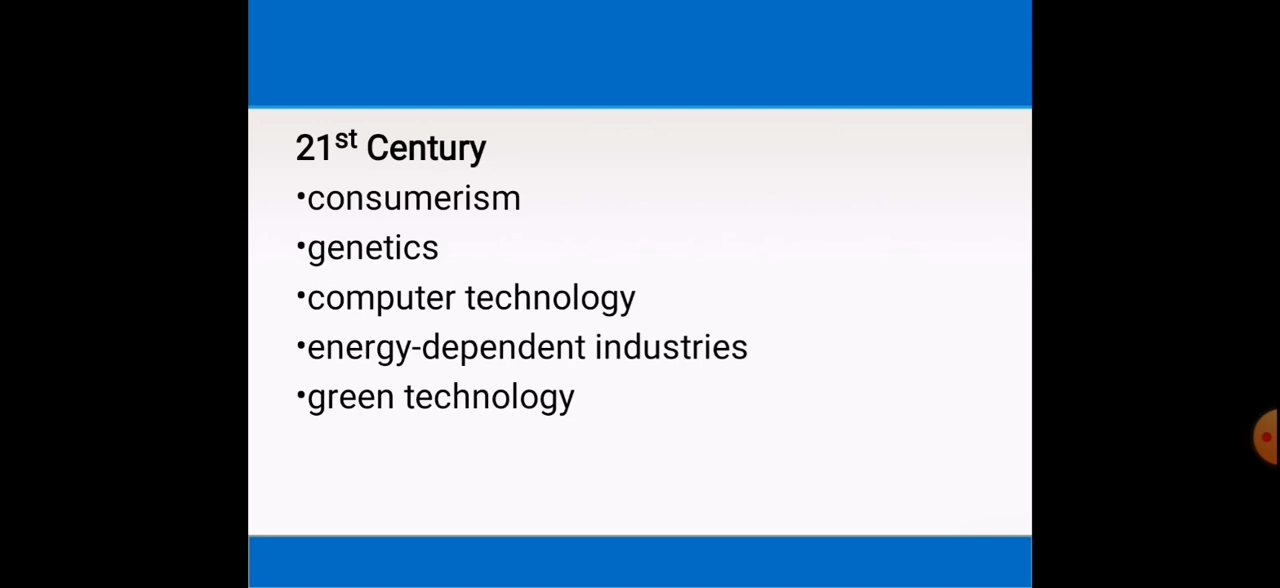 21st Century
•consumerism
•genetics
•computer technology
•energy-dependent industries
•green technology